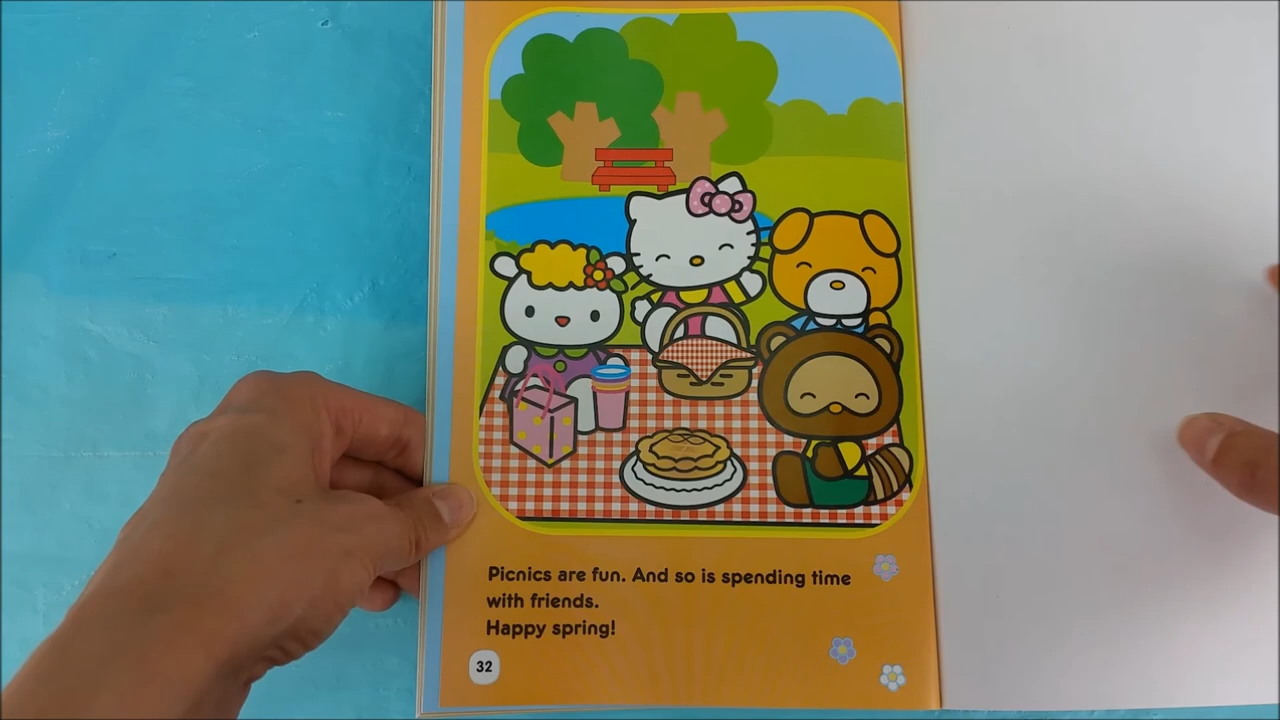 Picnics are fun. And so is spending time
with friends.
Happy spring!
32